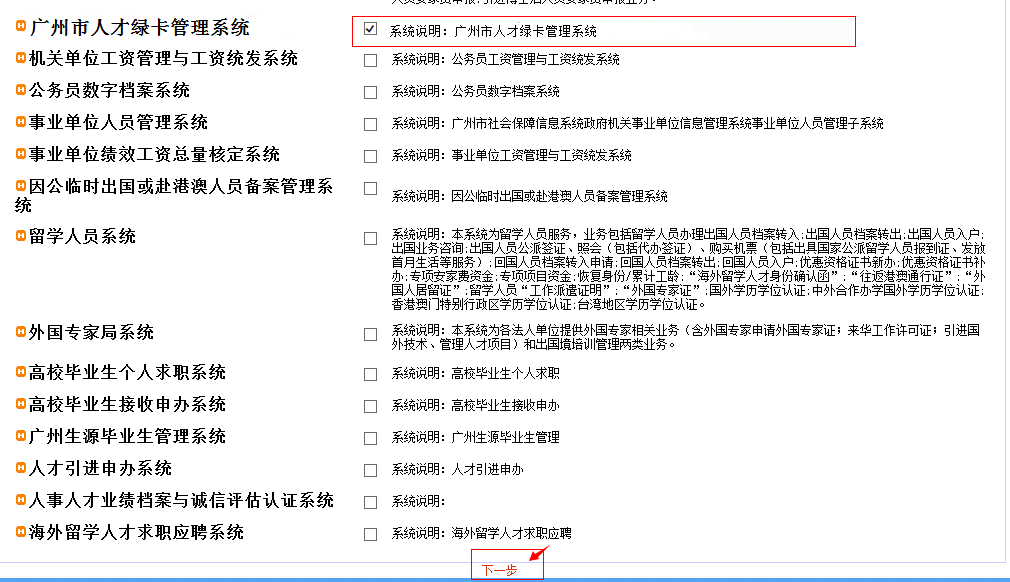 广州市人才绿卡管理系统
系统说明：广州市人才绿卡管理系统
机关单位工资管理与工资统发系统
系统说明：公务员工资管理与工资统发系统
公务员数字档案系统
系统说明：公务员数字档案系统
事业单位人员管理系统
系统说明：广州市社会保障信息系统政府机关事业单位信息管理系统事业单位人员管理子系统
事业单位绩效工资总量核定系统
系统说明：事业单位工资管理与工资统发系统
因公临时出国或赴港澳人员备案管理系
统
系统说明：因公临时出国或赴港澳人员备案管理系统
留学人员系统
系统说明：本系统为留学人员服务，业务包括留学人员办理出国人员档案转入;出国人员档案转出;出国人员入户;
出国业务咨询;出国人员公派签证、照会（包括代办签证）、购买机票（包括出具国家公派留学人员报到证、发放
首月生活等服务）;回国人员档案转入申请;回国人员档案转出;回国人员入户;优惠资格证书新办;优惠资格证书补
办;专项安家费资金;专项项目资金;恢复身份/累计工龄;“海外留学人才身份确认函”;“往返港澳通行证”;“外
国人居留证”;留学人员“工作派遣证明”;“外国专家证”;国外学历学位认证;中外合作办学国外学历学位认证;
香港澳门特别行政区学历学位认证;台湾地区学历学位认证。
外国专家局系统
系统说明：本系统为各法人单位提供外国专家相关业务（含外国专家申请外国专家证；来华工作许可证；引进国
外技术、管理人才项目）和出国境培训管理两类业务。
高校毕业生个人求职系统
系统说明：高校毕业生个人求职
高校毕业生接收申办系统
系统说明：高校毕业生接收申办
广州生源毕业生管理系统
系统说明：广州生源毕业生管理
人才引进申办系统
系统说明：人才引进申办
人事人才业绩档案与诚信评估认证系统
系统说明：
海外留学人才求职应聘系统
系统说明：海外留学人才求职应聘
下一步